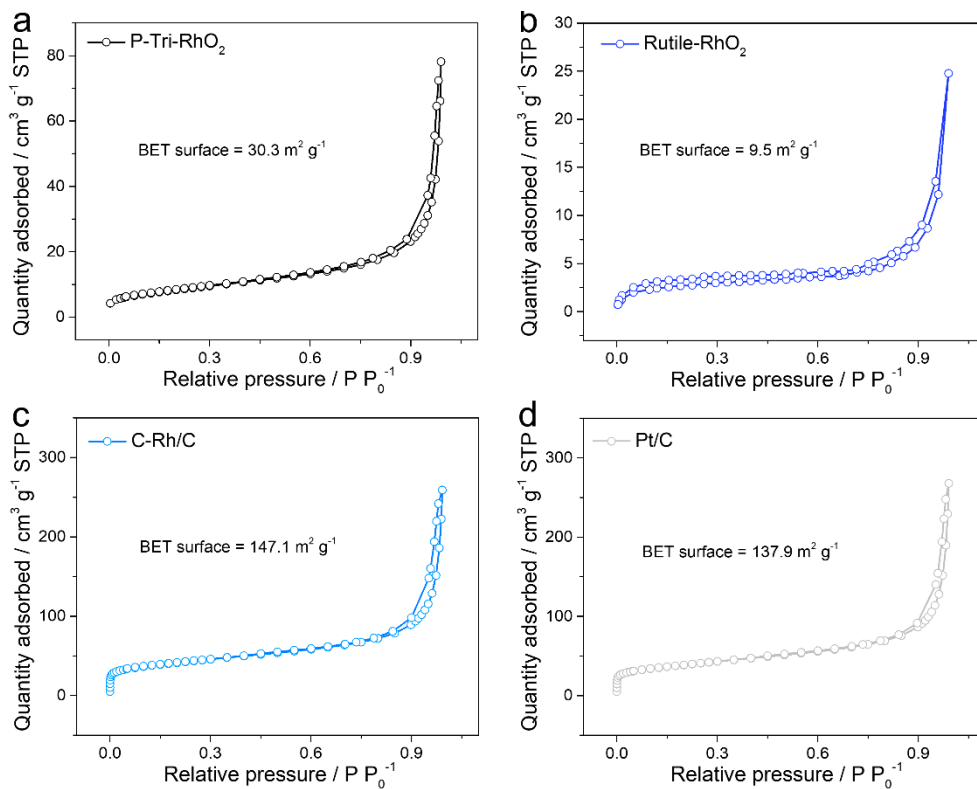 a
P-Tri-RhO₂
BET surface = 30.3 m² g⁻¹
Quantity adsorbed / cm³ g⁻¹ STP
80
60
40
20
0
0.0 0.3 0.6 0.9
Relative pressure / P P₀⁻¹
b
Rutile-RhO₂
BET surface = 9.5 m² g⁻¹
Quantity adsorbed / cm³ g⁻¹ STP
30
25
20
15
10
5
0
0.0 0.3 0.6 0.9
Relative pressure / P P₀⁻¹
c
C-Rh/C
BET surface = 147.1 m² g⁻¹
Quantity adsorbed / cm³ g⁻¹ STP
300
200
100
0
0.0 0.3 0.6 0.9
Relative pressure / P P₀⁻¹
d
Pt/C
BET surface = 137.9 m² g⁻¹
Quantity adsorbed / cm³ g⁻¹ STP
300
200
100
0
0.0 0.3 0.6 0.9
Relative pressure / P P₀⁻¹